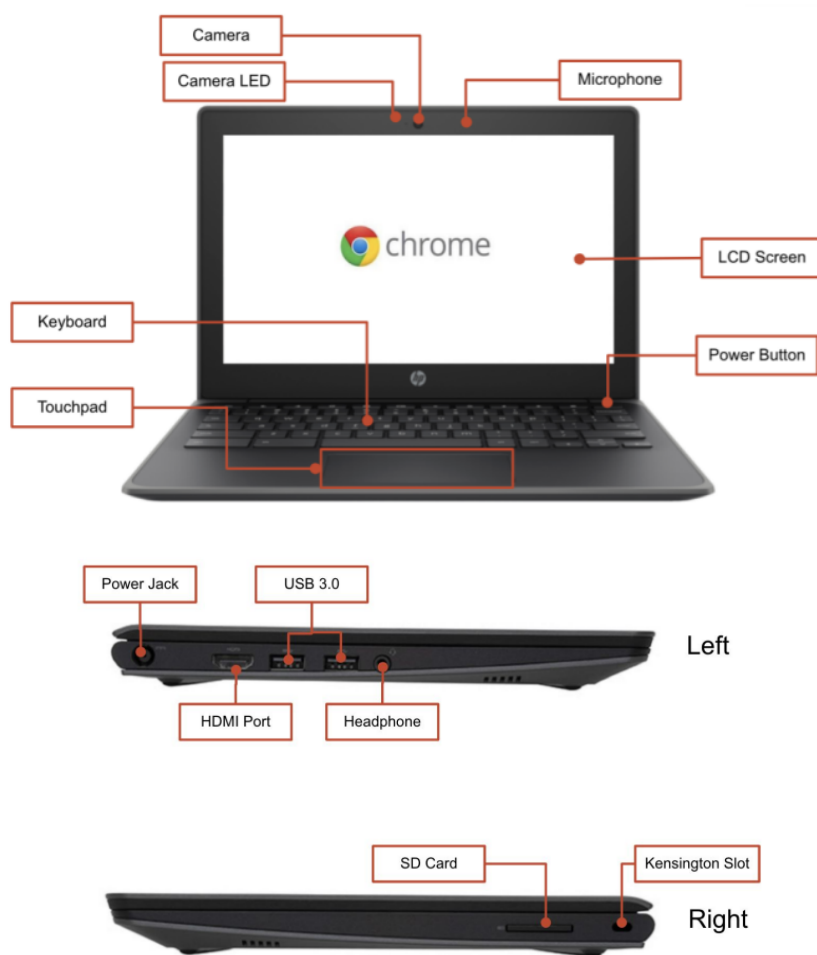 Camera
Camera LED
Microphone
chrome
LCD Screen
Keyboard
Power Button
hp
Touchpad
Power Jack
USB 3.0
Left
HDMI Port
Headphone
SD Card
Kensington Slot
Right